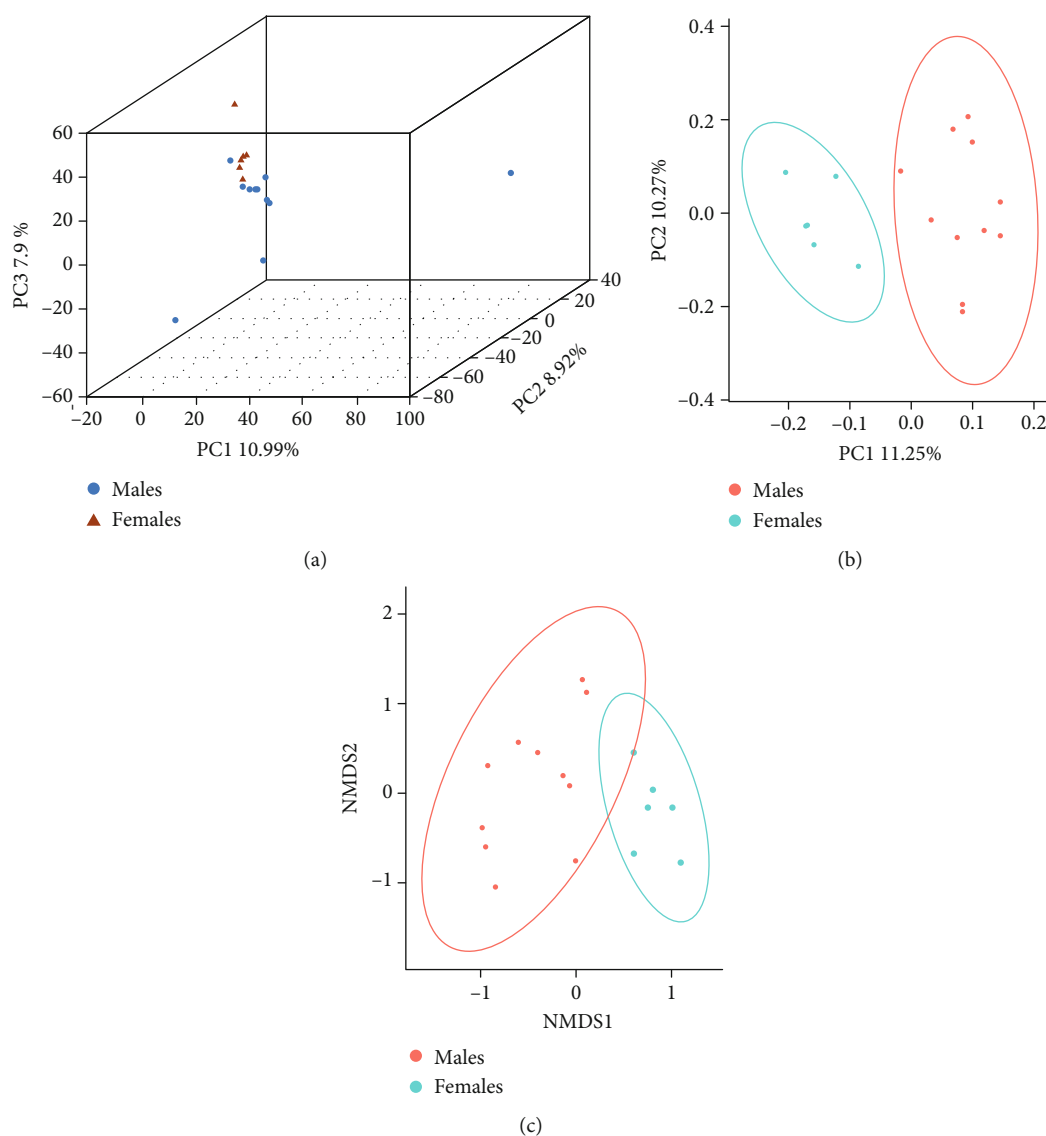 60
40
20
0
−20
−40
−60
PC3 7.9 %
−20
0
20
40
60
80
100
PC1 10.99%
40
20
0
−20
−40
−60
−80
PC2 8.92%
Males
Females
(a)
0.4
0.2
0.0
−0.2
−0.4
PC2 10.27%
−0.2
−0.1
0.0
0.1
0.2
PC1 11.25%
Males
Females
(b)
2
1
0
−1
NMDS2
−1
0
1
NMDS1
Males
Females
(c)